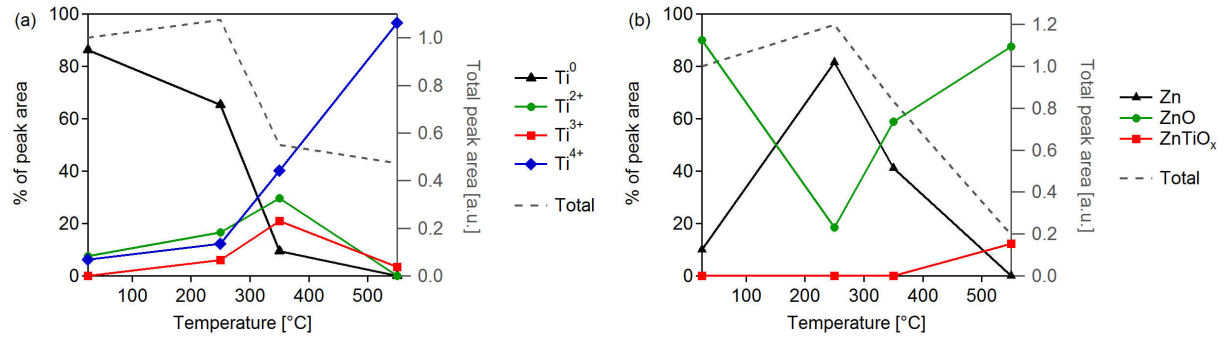 (a)
100
80
60
40
20
0
% of peak area
100
200
300
400
500
Temperature [°C]
1.0
0.8
0.6
0.4
0.2
0.0
Total peak area [a.u.]
Ti⁰
Ti²⁺
Ti³⁺
Ti⁴⁺
Total
(b)
100
80
60
40
20
0
% of peak area
100
200
300
400
500
Temperature [°C]
1.2
1.0
0.8
0.6
0.4
0.2
0.0
Total peak area [a.u.]
Zn
ZnO
ZnTiOₓ
Total